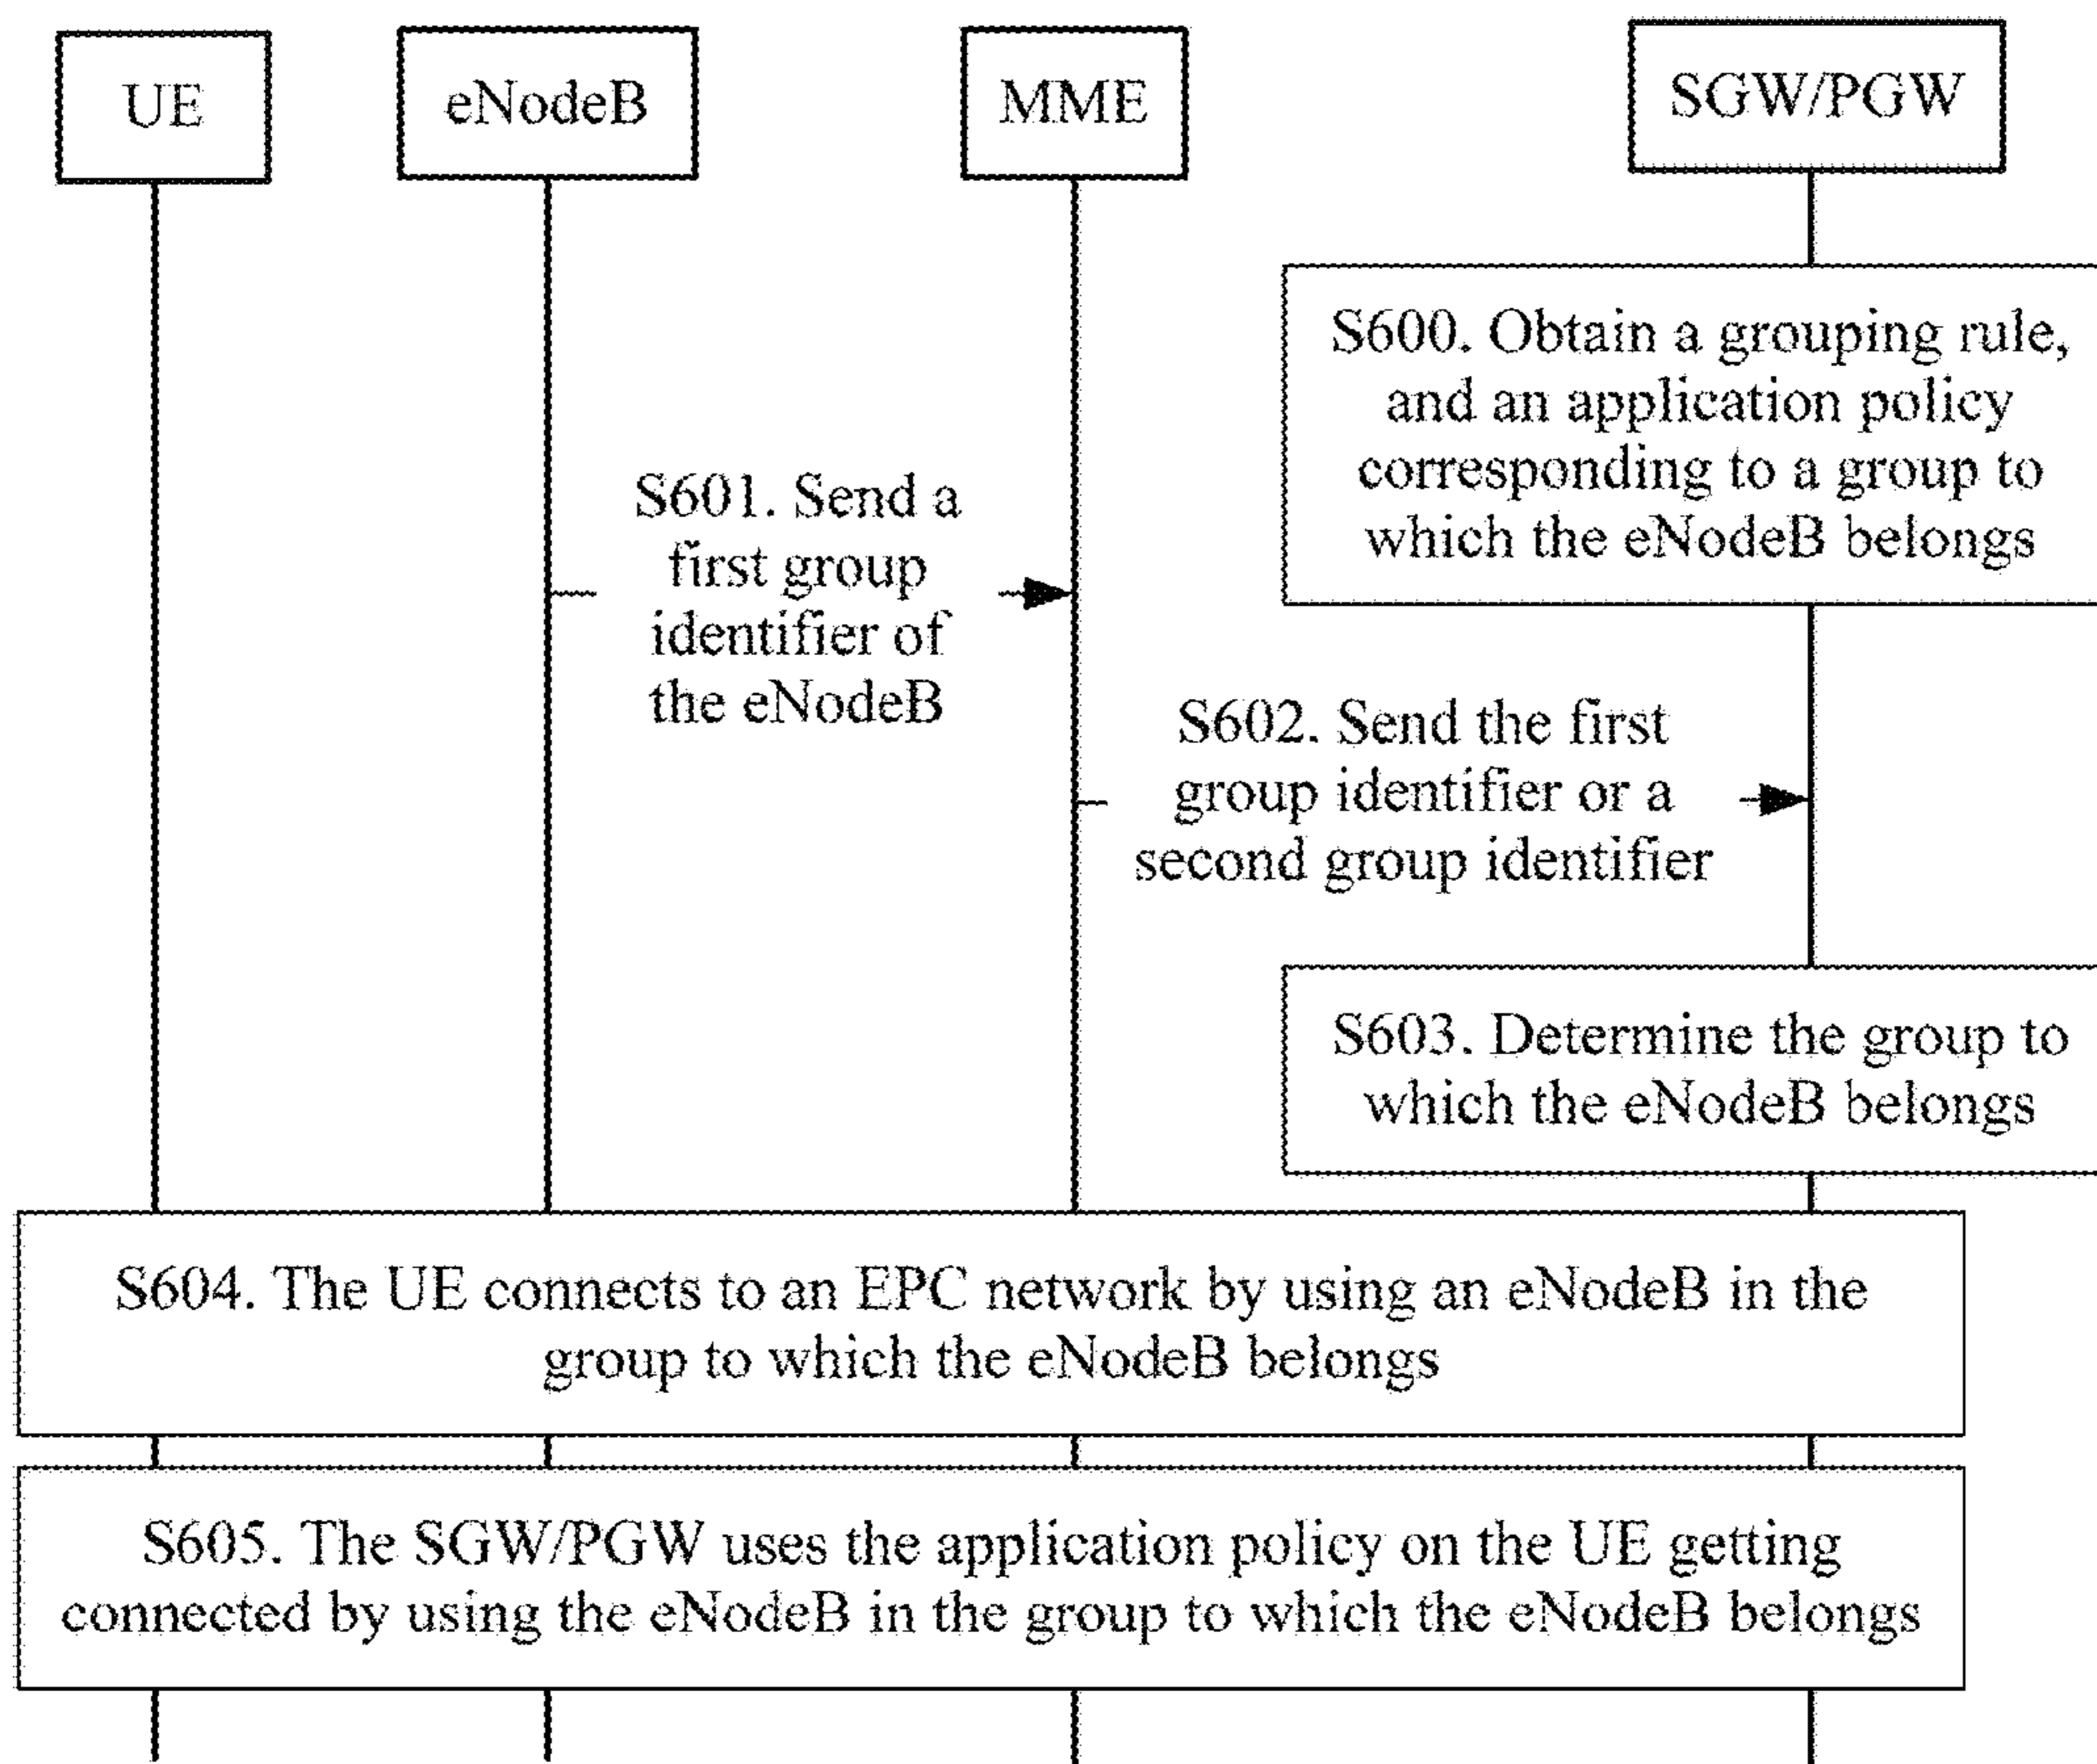 UE
eNodeB
MME
SGW/PGW
S600. Obtain a grouping rule,
and an application policy
corresponding to a group to
which the eNodeB belongs
S601. Send a
first group
identifier of
the eNodeB
S602. Send the first
group identifier or a
second group identifier
S603. Determine the group to
which the eNodeB belongs
S604. The UE connects to an EPC network by using an eNodeB in the
group to which the eNodeB belongs
S605. The SGW/PGW uses the application policy on the UE getting
connected by using the eNodeB in the group to which the eNodeB belongs